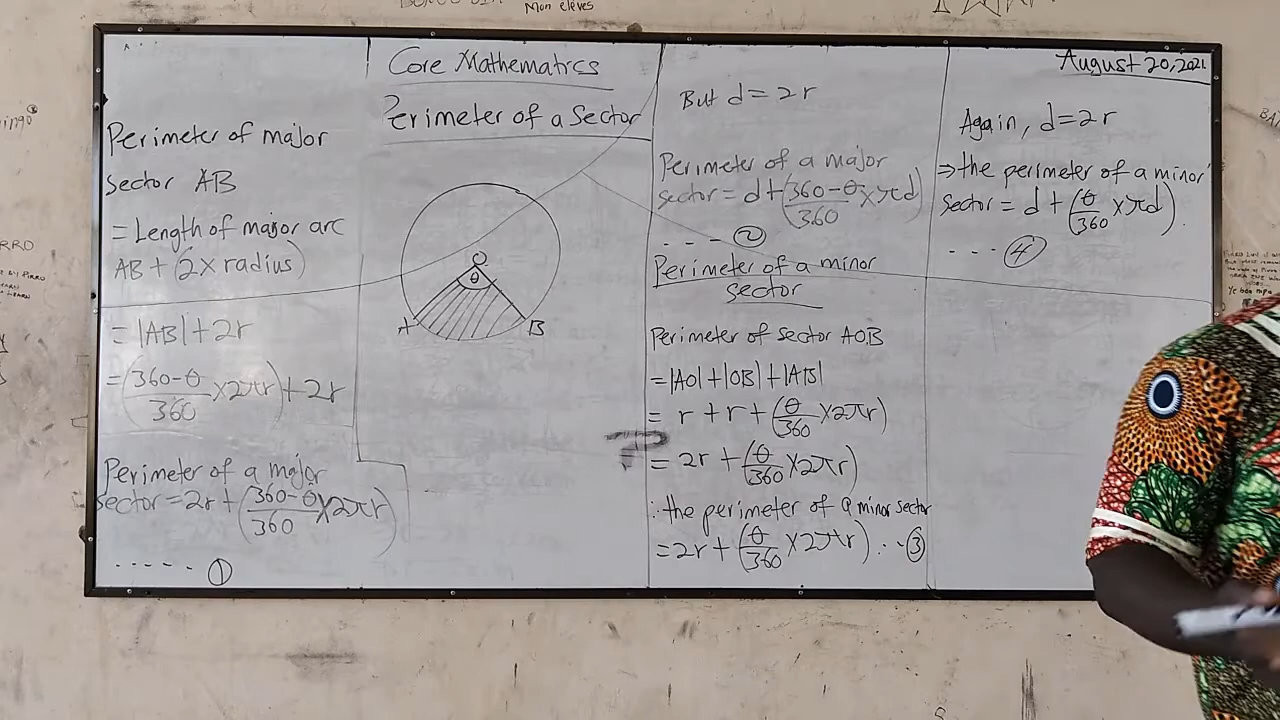 Mon elèves
Core Mathematics
Perimeter of a Sector
August 20, 2021
Perimeter of major
sector AB
= Length of major arc
AB + (2 x radius)
= |AB| + 2r
= (360-θ/360 x 2πr) + 2r
Perimeter of a major
sector = 2r + (360-θ/360 x 2πr)
- - - - - ①
O
θ
A
B
But d = 2r
Perimeter of a major
sector = d + (360-θ/360 x πd)
- - - - ②
Perimeter of a minor
sector
Perimeter of sector AOB
= |AO| + |OB| + |AB|
= r + r + (θ/360 x 2πr)
= 2r + (θ/360 x 2πr)
∴ the perimeter of a minor sector
= 2r + (θ/360 x 2πr) . . - ③
Again, d = 2r
⇒ the perimeter of a minor
sector = d + (θ/360 x πd).
- - - ④